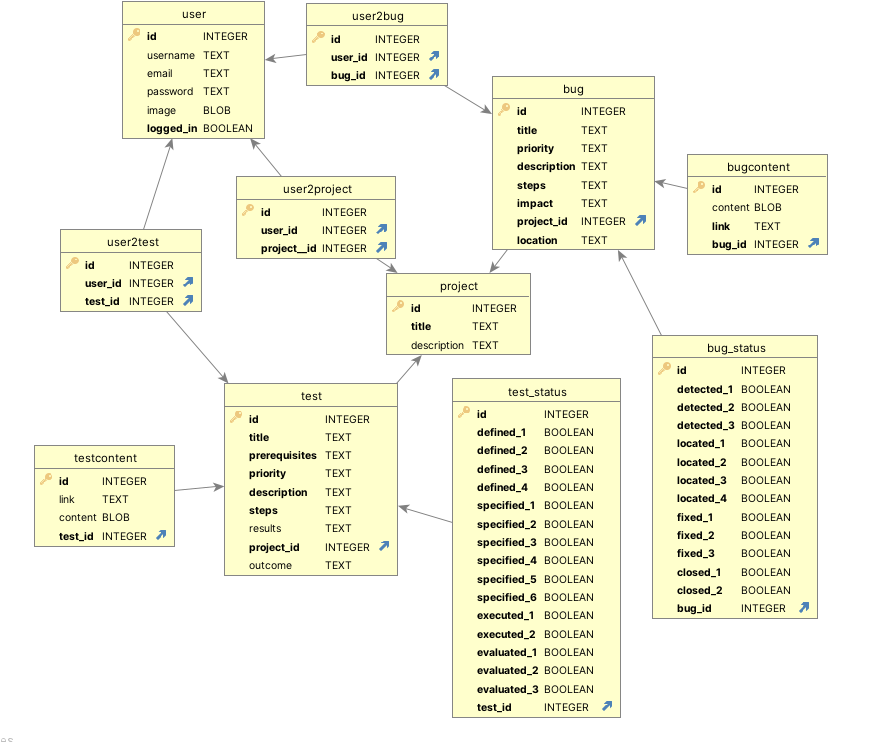 user
id INTEGER
username TEXT
email TEXT
password TEXT
image BLOB
logged_in BOOLEAN
user2bug
id INTEGER
user_id INTEGER
bug_id INTEGER
bug
id INTEGER
title TEXT
priority TEXT
description TEXT
steps TEXT
impact TEXT
project_id INTEGER
location TEXT
bugcontent
id INTEGER
content BLOB
link TEXT
bug_id INTEGER
user2project
id INTEGER
user_id INTEGER
project__id INTEGER
user2test
id INTEGER
user_id INTEGER
test_id INTEGER
project
id INTEGER
title TEXT
description TEXT
bug_status
id INTEGER
detected_1 BOOLEAN
detected_2 BOOLEAN
detected_3 BOOLEAN
located_1 BOOLEAN
located_2 BOOLEAN
located_3 BOOLEAN
located_4 BOOLEAN
fixed_1 BOOLEAN
fixed_2 BOOLEAN
fixed_3 BOOLEAN
closed_1 BOOLEAN
closed_2 BOOLEAN
bug_id INTEGER
test
id INTEGER
title TEXT
prerequisites TEXT
priority TEXT
description TEXT
steps TEXT
results TEXT
project_id INTEGER
outcome TEXT
test_status
id INTEGER
defined_1 BOOLEAN
defined_2 BOOLEAN
defined_3 BOOLEAN
defined_4 BOOLEAN
specified_1 BOOLEAN
specified_2 BOOLEAN
specified_3 BOOLEAN
specified_4 BOOLEAN
specified_5 BOOLEAN
specified_6 BOOLEAN
executed_1 BOOLEAN
executed_2 BOOLEAN
evaluated_1 BOOLEAN
evaluated_2 BOOLEAN
evaluated_3 BOOLEAN
test_id INTEGER
testcontent
id INTEGER
link TEXT
content BLOB
test_id INTEGER